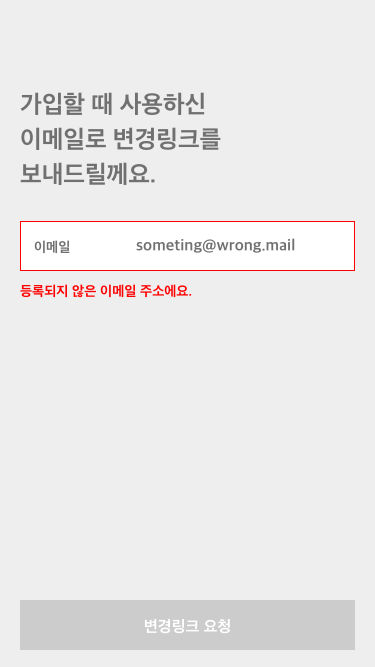 가입할 때 사용하신
이메일로 변경링크를
보내드릴께요.
이메일 someting@wrong.mail
등록되지 않은 이메일 주소에요.
변경링크 요청